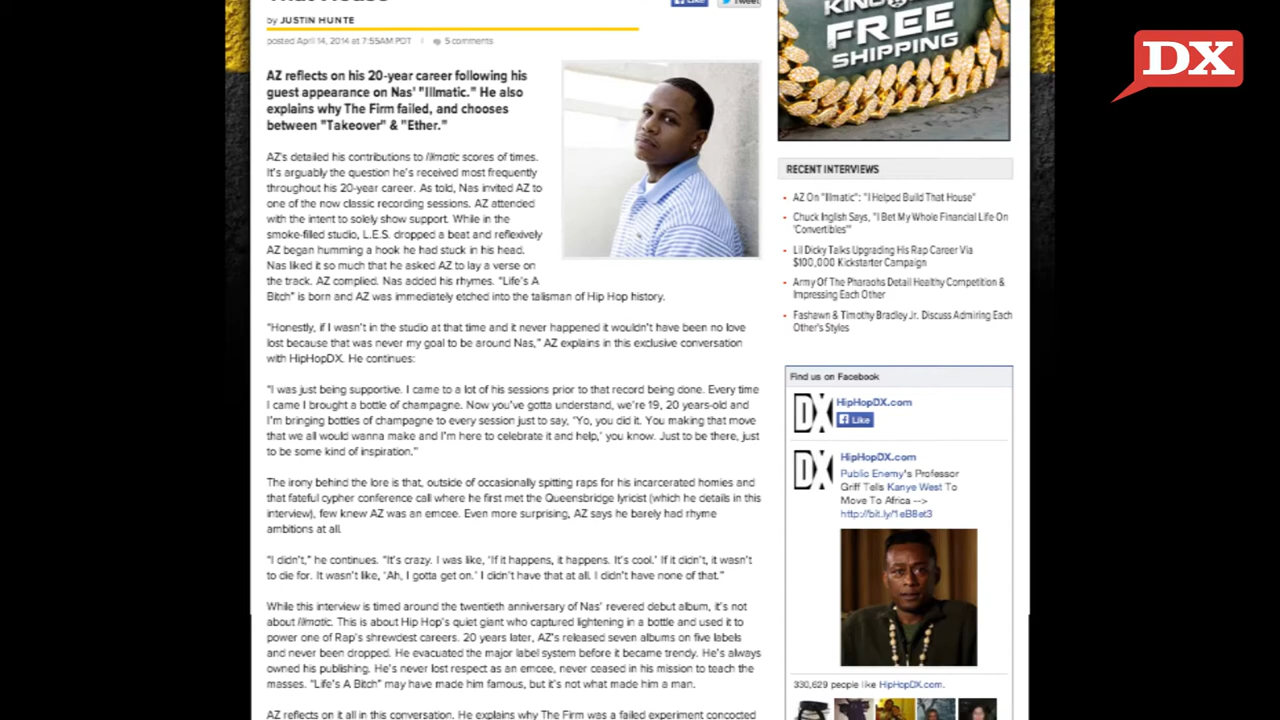 That House"
by JUSTIN HUNTE
posted April 14, 2014 at 7:55AM PDT | 5 comments
Like
Tweet
AZ reflects on his 20-year career following his
guest appearance on Nas' "Illmatic." He also
explains why The Firm failed, and chooses
between "Takeover" & "Ether."
AZ's detailed his contributions to Illmatic scores of times.
It's arguably the question he's received most frequently
throughout his 20-year career. As told, Nas invited AZ to
one of the now classic recording sessions. AZ attended
with the intent to solely show support. While in the
smoke-filled studio, L.E.S. dropped a beat and reflexively
AZ began humming a hook he had stuck in his head.
Nas liked it so much that he asked AZ to lay a verse on
the track. AZ complied. Nas added his rhymes. "Life's A
Bitch" is born and AZ was immediately etched into the talisman of Hip Hop history.
"Honestly, if I wasn't in the studio at that time and it never happened it wouldn't have been no love
lost because that was never my goal to be around Nas," AZ explains in this exclusive conversation
with HipHopDX. He continues:
"I was just being supportive. I came to a lot of his sessions prior to that record being done. Every time
I came I brought a bottle of champagne. Now you've gotta understand, we're 19, 20 years-old and
I'm bringing bottles of champagne to every session just to say, 'Yo, you did it. You making that move
that we all would wanna make and I'm here to celebrate it and help,' you know. Just to be there, just
to be some kind of inspiration."
The irony behind the lore is that, outside of occasionally spitting raps for his incarcerated homies and
that fateful cypher conference call where he first met the Queensbridge lyricist (which he details in this
interview), few knew AZ was an emcee. Even more surprising, AZ says he barely had rhyme
ambitions at all.
"I didn't," he continues. "It's crazy. I was like, 'If it happens, it happens. It's cool.' If it didn't, it wasn't
to die for. It wasn't like, 'Ah, I gotta get on.' I didn't have that at all. I didn't have none of that."
While this interview is timed around the twentieth anniversary of Nas' revered debut album, it's not
about Illmatic. This is about Hip Hop's quiet giant who captured lightening in a bottle and used it to
power one of Rap's shrewdest careers. 20 years later, AZ's released seven albums on five labels
and never been dropped. He evacuated the major label system before it became trendy. He's always
owned his publishing. He's never lost respect as an emcee, never ceased in his mission to teach the
masses. "Life's A Bitch" may have made him famous, but it's not what made him a man.
AZ reflects on it all in this conversation. He explains why The Firm was a failed experiment concocted
FREE
SHIPPING
RECENT INTERVIEWS
AZ On "Illmatic": "I Helped Build That House"
Chuck Inglish Says, "I Bet My Whole Financial Life On
'Convertibles'"
Lil Dicky Talks Upgrading His Rap Career Via
$100,000 Kickstarter Campaign
Army Of The Pharaohs Detail Healthy Competition &
Impressing Each Other
Fashawn & Timothy Bradley Jr. Discuss Admiring Each
Other's Styles
Find us on Facebook
DX
HipHopDX.com
Like
DX
HipHopDX.com
Public Enemy's Professor
Griff Tells Kanye West To
Move To Africa -->
http://bit.ly/1eB8et3
330,629 people like HipHopDX.com.
DX